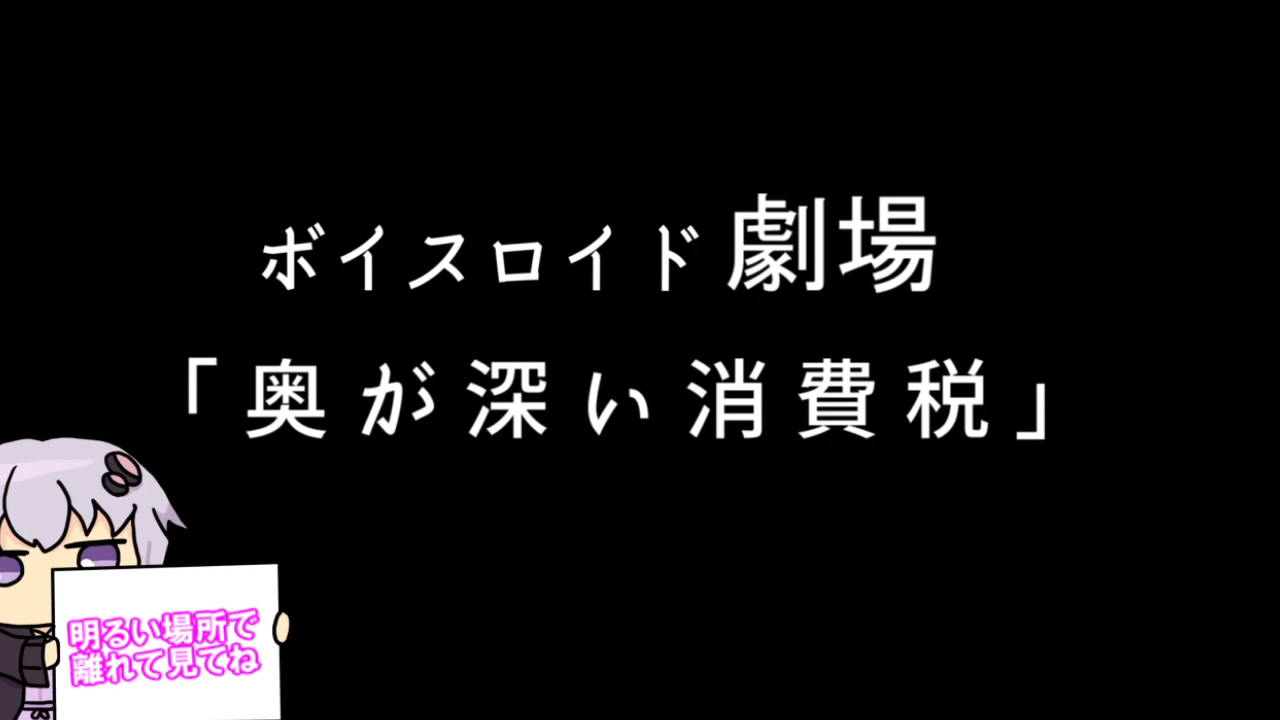 ボイスロイド劇場
「奥が深い消費税」
明るい場所で
離れて見てね